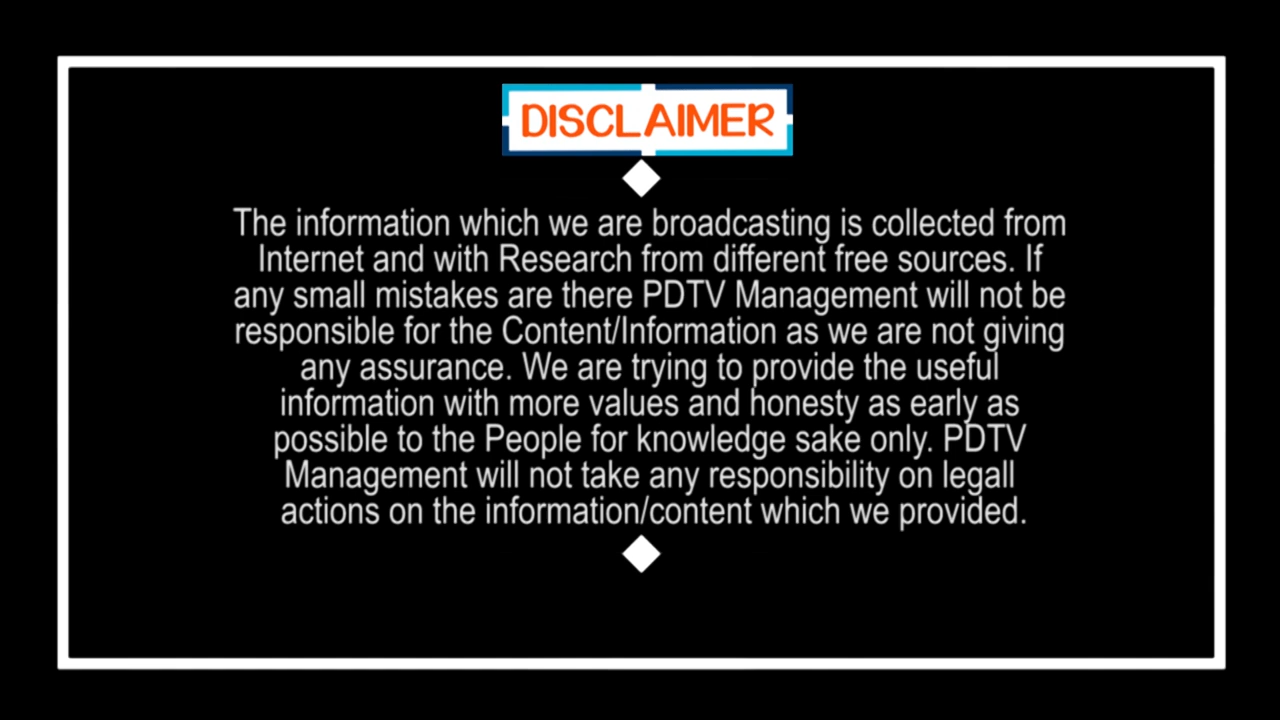 DISCLAIMER
The information which we are broadcasting is collected from
Internet and with Research from different free sources. If
any small mistakes are there PDTV Management will not be
responsible for the Content/Information as we are not giving
any assurance. We are trying to provide the useful
information with more values and honesty as early as
possible to the People for knowledge sake only. PDTV
Management will not take any responsibility on legall
actions on the information/content which we provided.